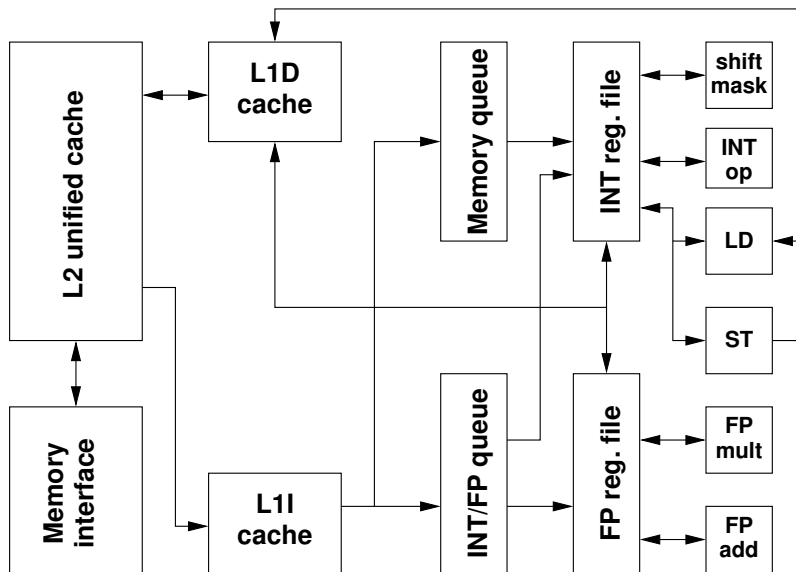 L2 unified cache
Memory
interface
L1D
cache
L1I
cache
Memory queue
INT/FP queue
INT reg. file
FP reg. file
shift
mask
INT
op
LD
ST
FP
mult
FP
add